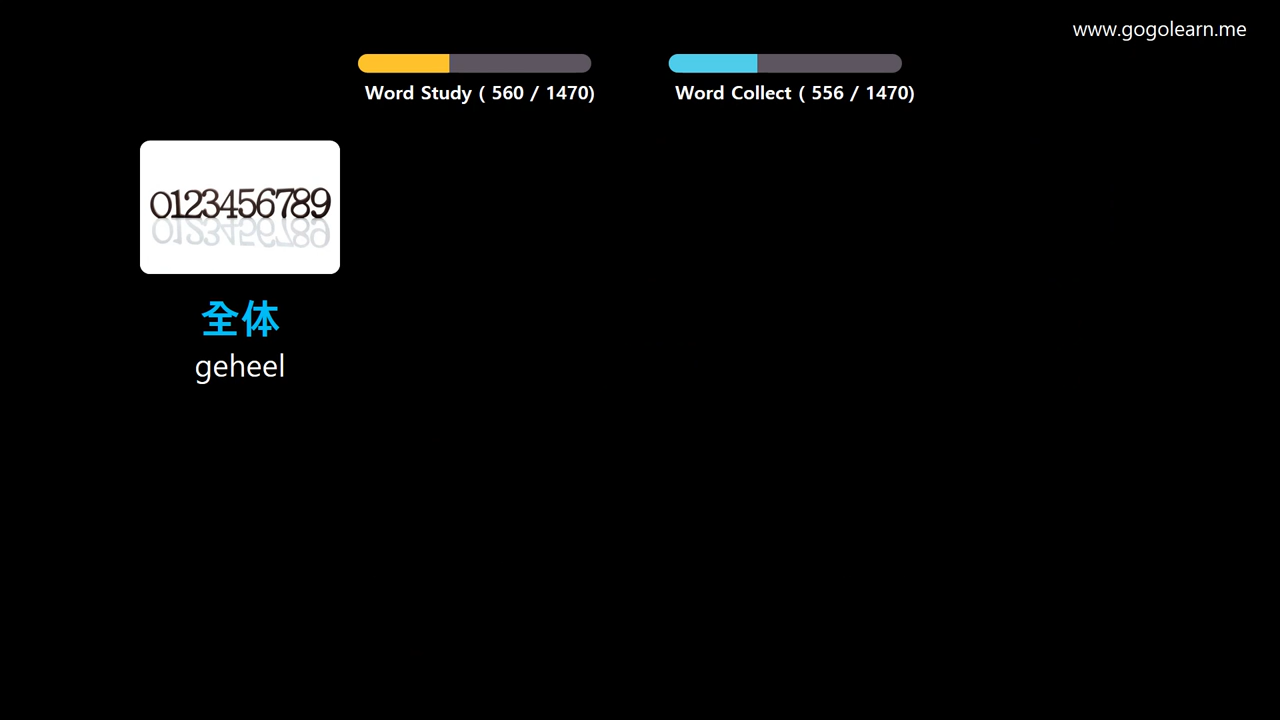 www.gogolearn.me
Word Study ( 560 / 1470)
Word Collect ( 556 / 1470)
0123456789
全体
geheel